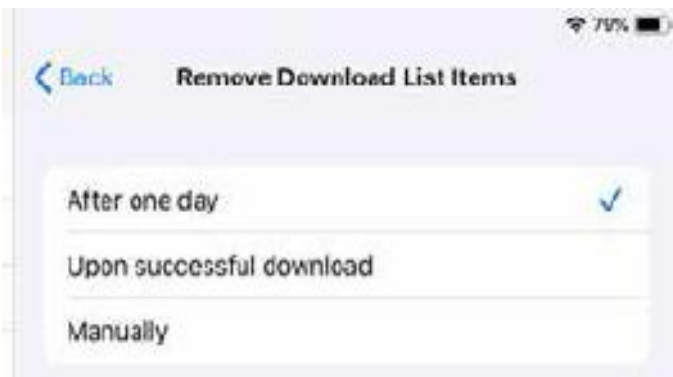 79%
Back
Remove Download List Items
After one day
Upon successful download
Manually